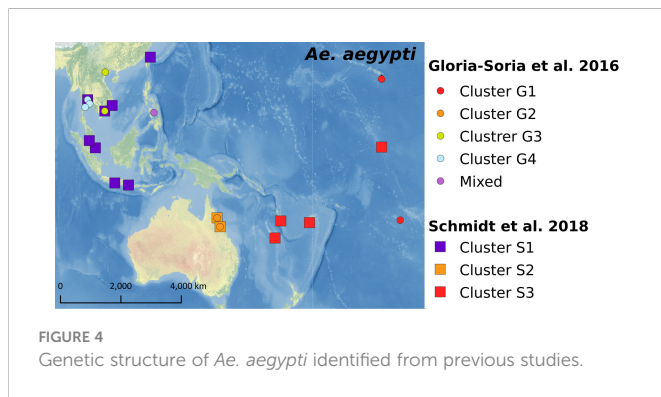 Ae. aegypti
Gloria-Soria et al. 2016
Cluster G1
Cluster G2
Clustrer G3
Cluster G4
Mixed
Schmidt et al. 2018
Cluster S1
Cluster S2
Cluster S3
0 2,000 4,000 km
FIGURE 4
Genetic structure of Ae. aegypti identified from previous studies.